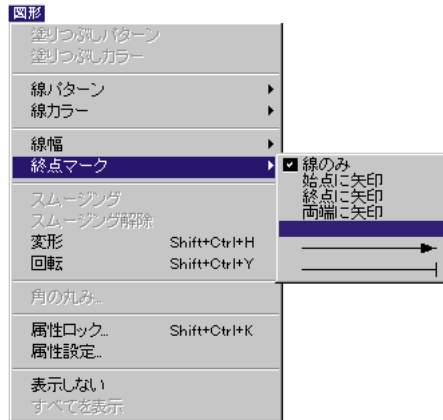 図形
塗りつぶしパターン
塗りつぶしカラー
線パターン
線カラー
線幅
終点マーク
線のみ
始点に矢印
終点に矢印
両端に矢印
スムージング
スムージング解除
変形 Shift+Ctrl+H
回転 Shift+Ctrl+Y
角の丸み...
属性ロック... Shift+Ctrl+K
属性設定...
表示しない
すべてを表示